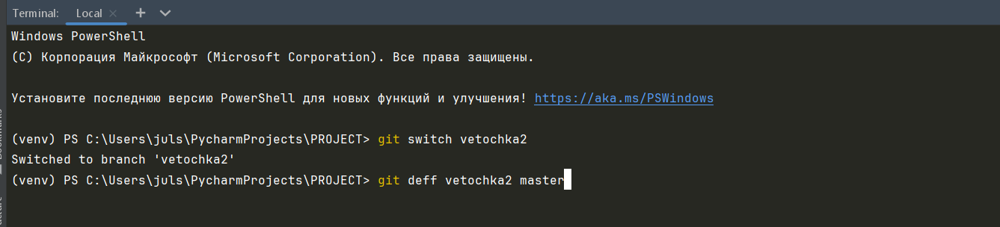 Terminal: Local
Windows PowerShell
(C) Корпорация Майкрософт (Microsoft Corporation). Все права защищены.
Установите последнюю версию PowerShell для новых функций и улучшения! https://aka.ms/PSWindows
(venv) PS C:\Users\juls\PycharmProjects\PROJECT> git switch vetochka2
Switched to branch 'vetochka2'
(venv) PS C:\Users\juls\PycharmProjects\PROJECT> git deff vetochka2 master